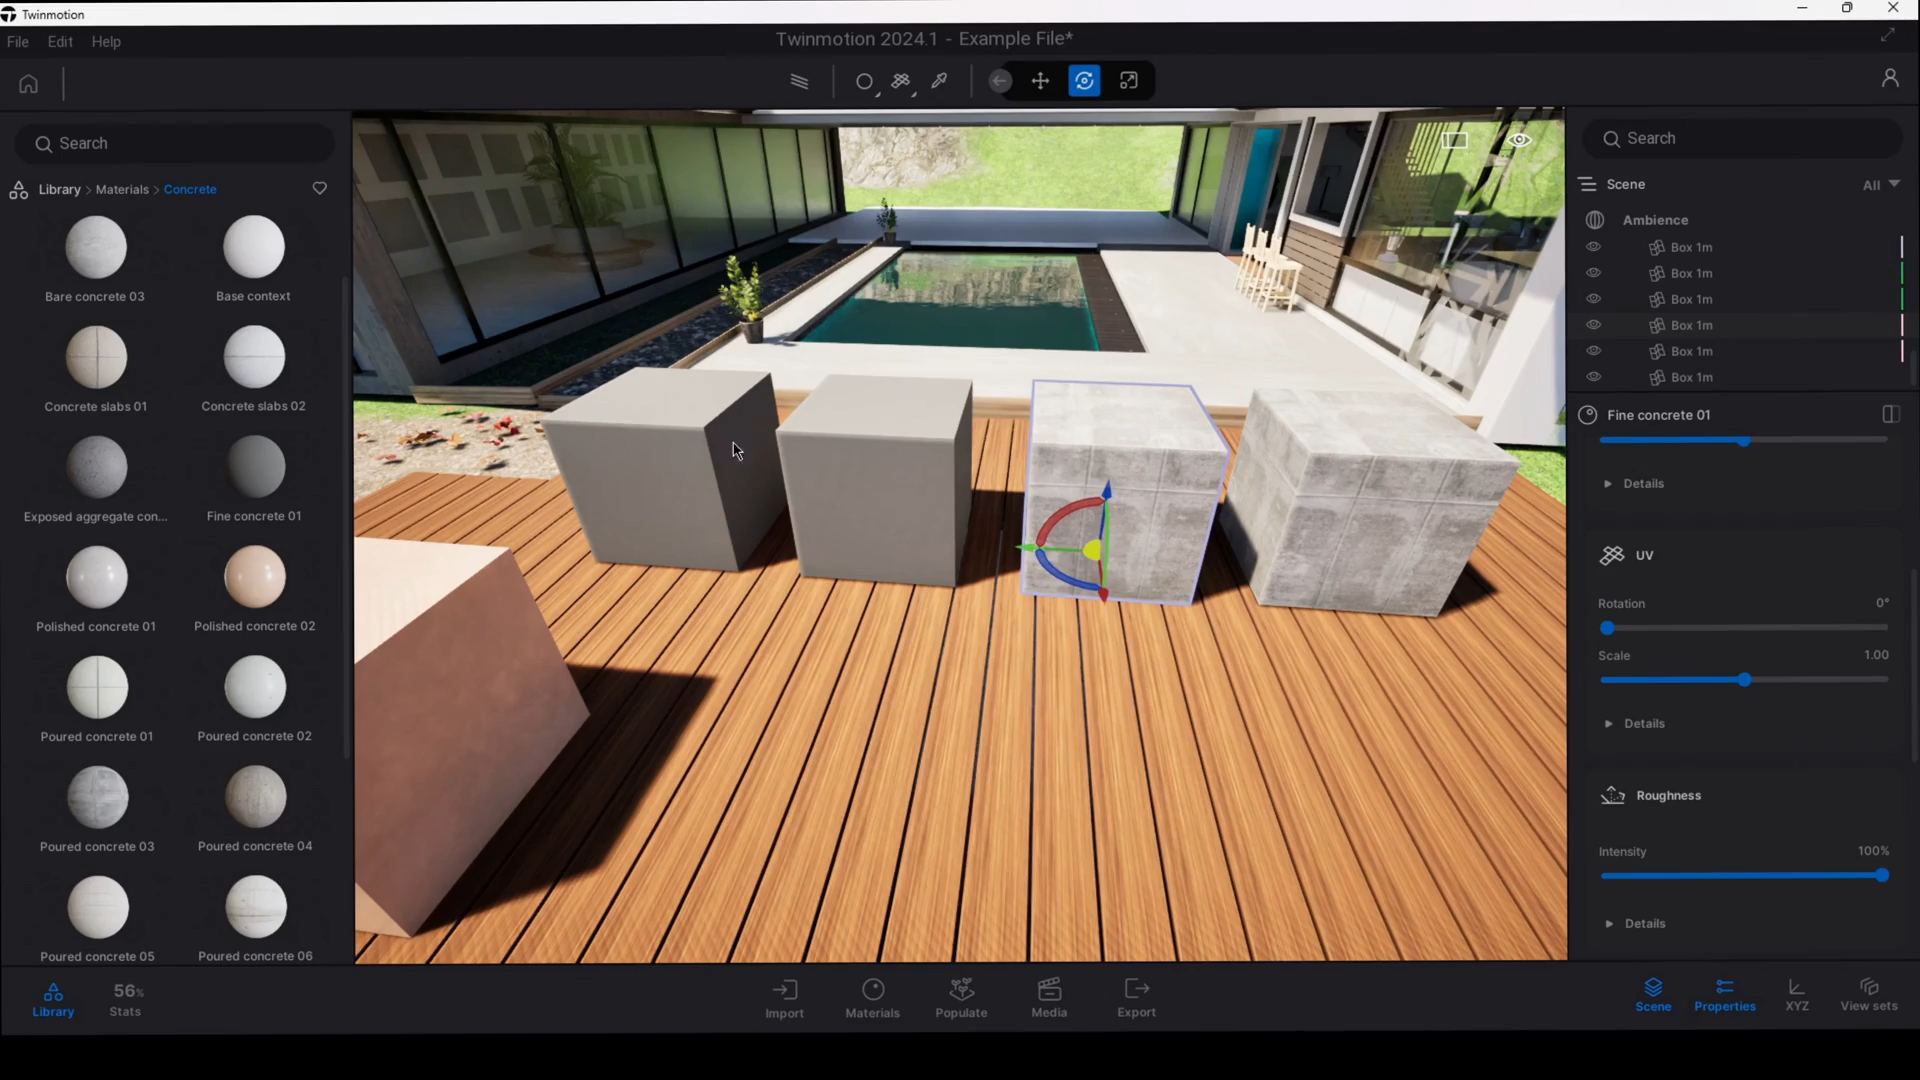 Twinmotion
File Edit Help
Twinmotion 2024.1 - Example File*
Search
Library > Materials > Concrete
Bare concrete 03
Base context
Concrete slabs 01
Concrete slabs 02
Exposed aggregate con...
Fine concrete 01
Polished concrete 01
Polished concrete 02
Poured concrete 01
Poured concrete 02
Poured concrete 03
Poured concrete 04
Poured concrete 05
Poured concrete 06
Search
Scene All
Ambience
Box 1m
Box 1m
Box 1m
Box 1m
Box 1m
Box 1m
Fine concrete 01
Details
UV
Rotation 0°
Scale 1.00
Details
Roughness
Intensity 100%
Details
Library
56% Stats
Import
Materials
Populate
Media
Export
Scene
Properties
XYZ
View sets